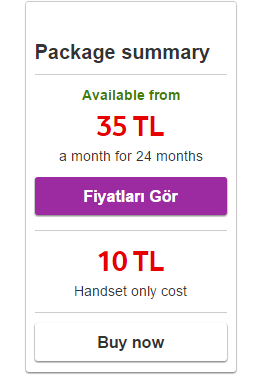 Package summary
Available from
35 TL
a month for 24 months
Fiyatları Gör
10 TL
Handset only cost
Buy now